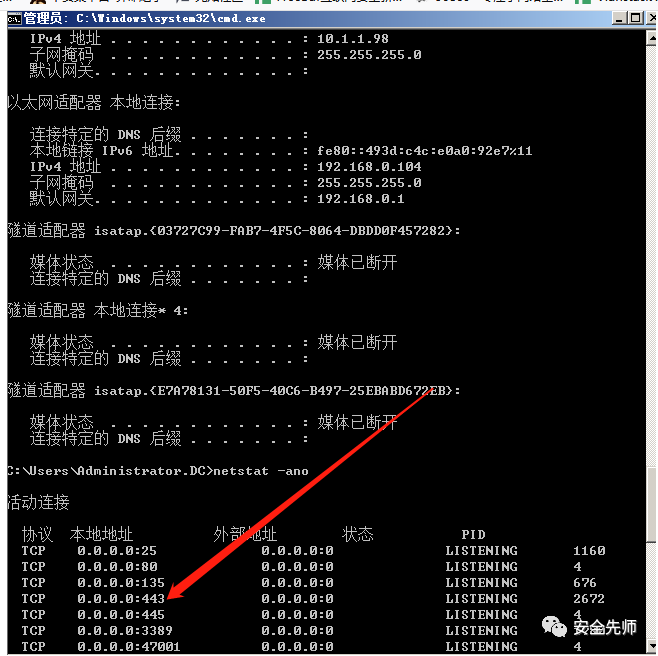 管理员: C:\Windows\system32\cmd.exe
IPv4 地址 . . . . . . . . . . . . : 10.1.1.98
子网掩码 . . . . . . . . . . . . : 255.255.255.0
默认网关. . . . . . . . . . . . . :
以太网适配器 本地连接:
连接特定的 DNS 后缀 . . . . . . . :
本地链接 IPv6 地址. . . . . . . . : fe80::493d:c4c:e0a0:92e7%11
IPv4 地址 . . . . . . . . . . . . : 192.168.0.104
子网掩码 . . . . . . . . . . . . : 255.255.255.0
默认网关. . . . . . . . . . . . . : 192.168.0.1
隧道适配器 isatap.{03727C99-FAB7-4F5C-8064-DBDD0F457282}:
媒体状态 . . . . . . . . . . . . : 媒体已断开
连接特定的 DNS 后缀 . . . . . . . :
隧道适配器 本地连接* 4:
媒体状态 . . . . . . . . . . . . : 媒体已断开
连接特定的 DNS 后缀 . . . . . . . :
隧道适配器 isatap.{E7A78131-50F5-40C6-B497-25EBABD672EB}:
媒体状态 . . . . . . . . . . . . : 媒体已断开
连接特定的 DNS 后缀 . . . . . . . :
C:\Users\Administrator.DC>netstat -ano
活动连接
协议 本地地址 外部地址 状态 PID
TCP 0.0.0.0:25 0.0.0.0:0 LISTENING 1160
TCP 0.0.0.0:80 0.0.0.0:0 LISTENING 4
TCP 0.0.0.0:135 0.0.0.0:0 LISTENING 676
TCP 0.0.0.0:443 0.0.0.0:0 LISTENING 2672
TCP 0.0.0.0:445 0.0.0.0:0 LISTENING 4
TCP 0.0.0.0:3389 0.0.0.0:0 LISTENING
TCP 0.0.0.0:47001 0.0.0.0:0 LISTENING
安全先师